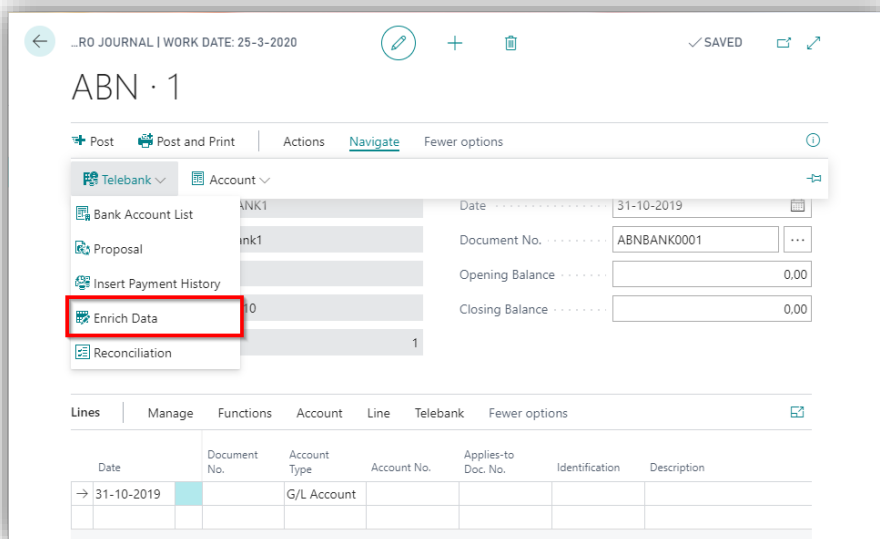 ...RO JOURNAL | WORK DATE: 25-3-2020
SAVED
ABN · 1
Post Post and Print Actions Navigate Fewer options
Telebank Account
ANK1 Date 31-10-2019
Bank Account List
nk1 Document No. ABNBANK0001 ...
Proposal
Opening Balance 0,00
Insert Payment History
10 Closing Balance 0,00
Enrich Data
1
Reconciliation
Lines Manage Functions Account Line Telebank Fewer options
Date Document No. Account Type Account No. Applies-to Doc. No. Identification Description
31-10-2019 G/L Account